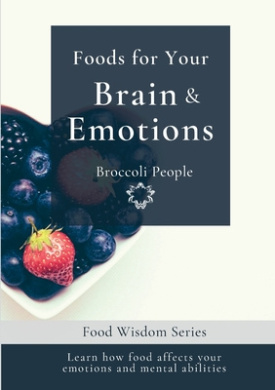 Foods for Your
Brain &
Emotions
Broccoli People
Food Wisdom Series
Learn how food affects your
emotions and mental abilities